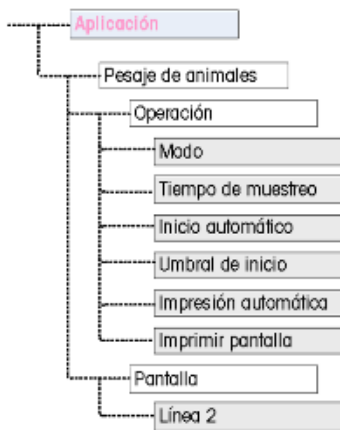 Aplicación
Pesaje de animales
Operación
Modo
Tiempo de muestreo
Inicio automático
Umbral de inicio
Impresión automática
Imprimir pantalla
Pantalla
Línea 2